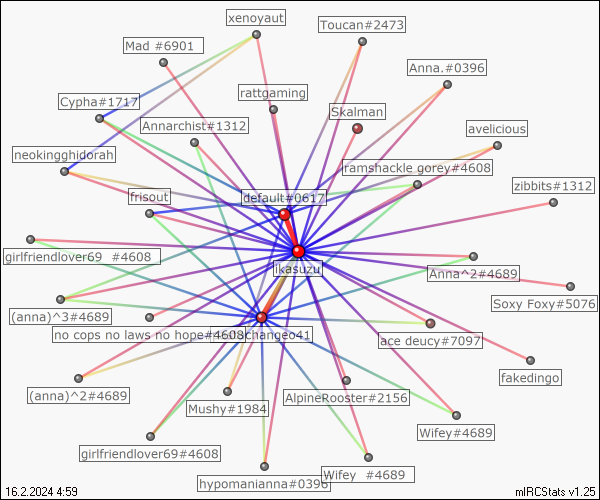 xenoyaut
Toucan#2473
Mad #6901
Anna.#0396
rattgaming
Cypha#1717
Skalman
Annarchist#1312
avelicious
neokingghidorah
ramshackle gorey#4608
zibbits#1312
frisout
default#0617
girlfriendlover69 #4608
ikasuzu
Anna^2#4689
Soxy Foxy#5076
(anna)^3#4689
no cops no laws no hope#4608
changeo41
ace deucy#7097
fakedingo
(anna)^2#4689
AlpineRooster#2156
Mushy#1984
Wifey#4689
girlfriendlover69#4608
Wifey #4689
hypomanianna#0396
16.2.2024 4:59
mIRCStats v1.25